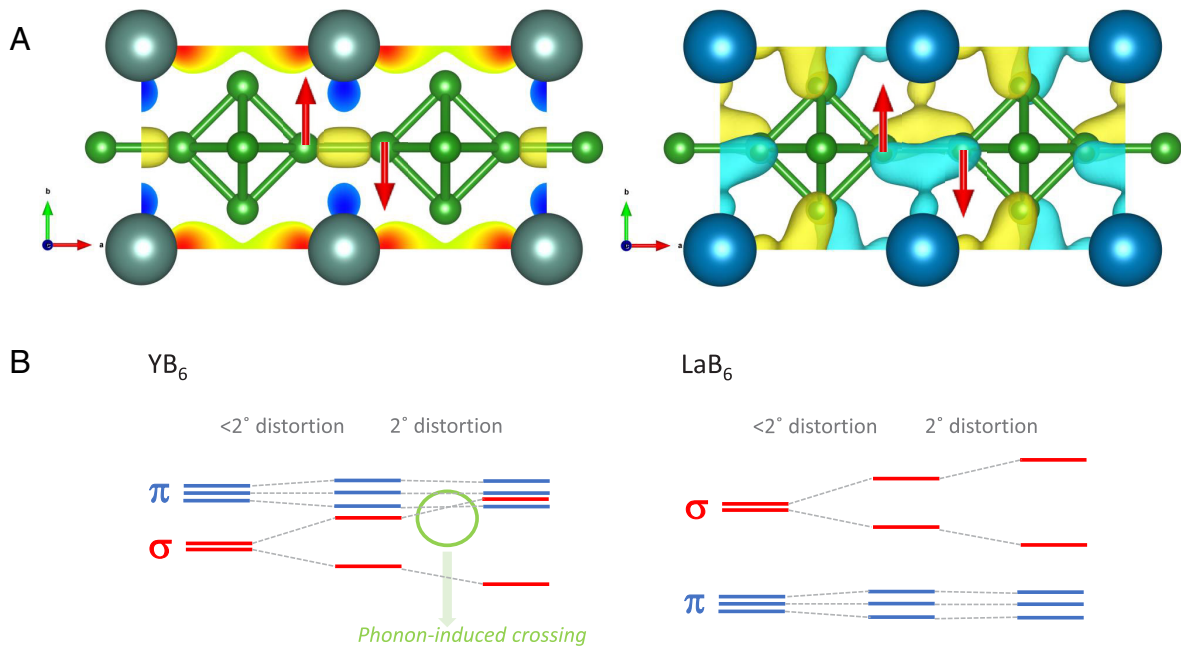 A
b
a
b
a
B
YB₆
LaB₆
<2˚ distortion
2˚ distortion
<2˚ distortion
2˚ distortion
π
σ
σ
π
Phonon-induced crossing